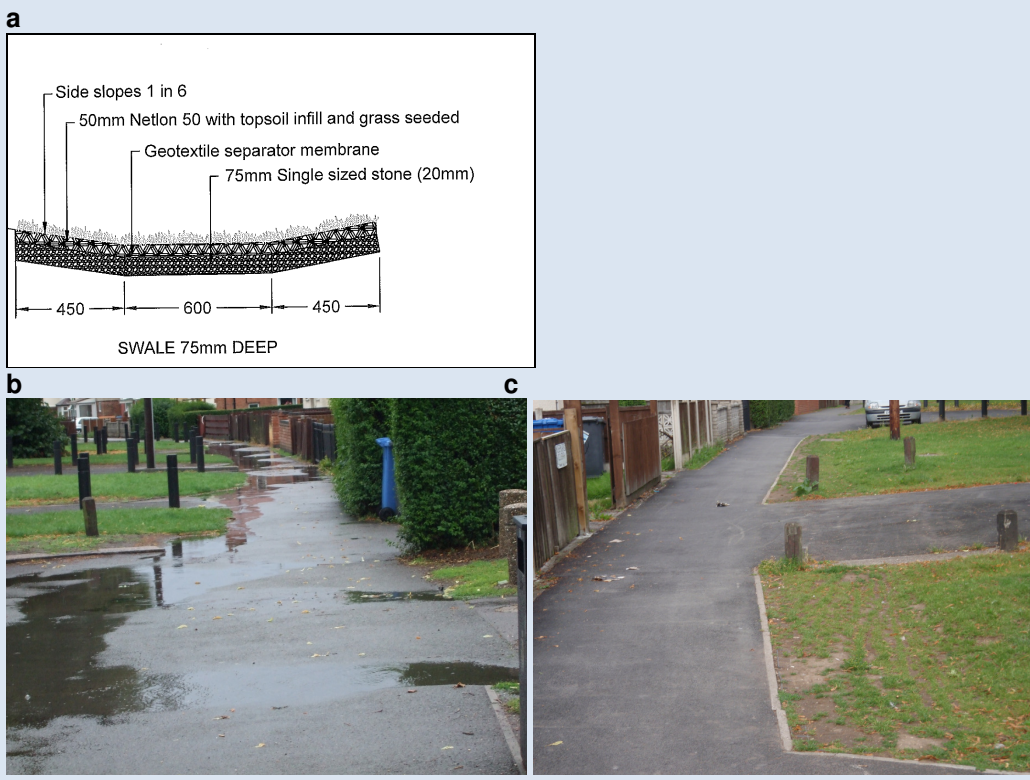 a
Side slopes 1 in 6
50mm Netlon 50 with topsoil infill and grass seeded
Geotextile separator membrane
75mm Single sized stone (20mm)
450
600
450
SWALE 75mm DEEP
b
c